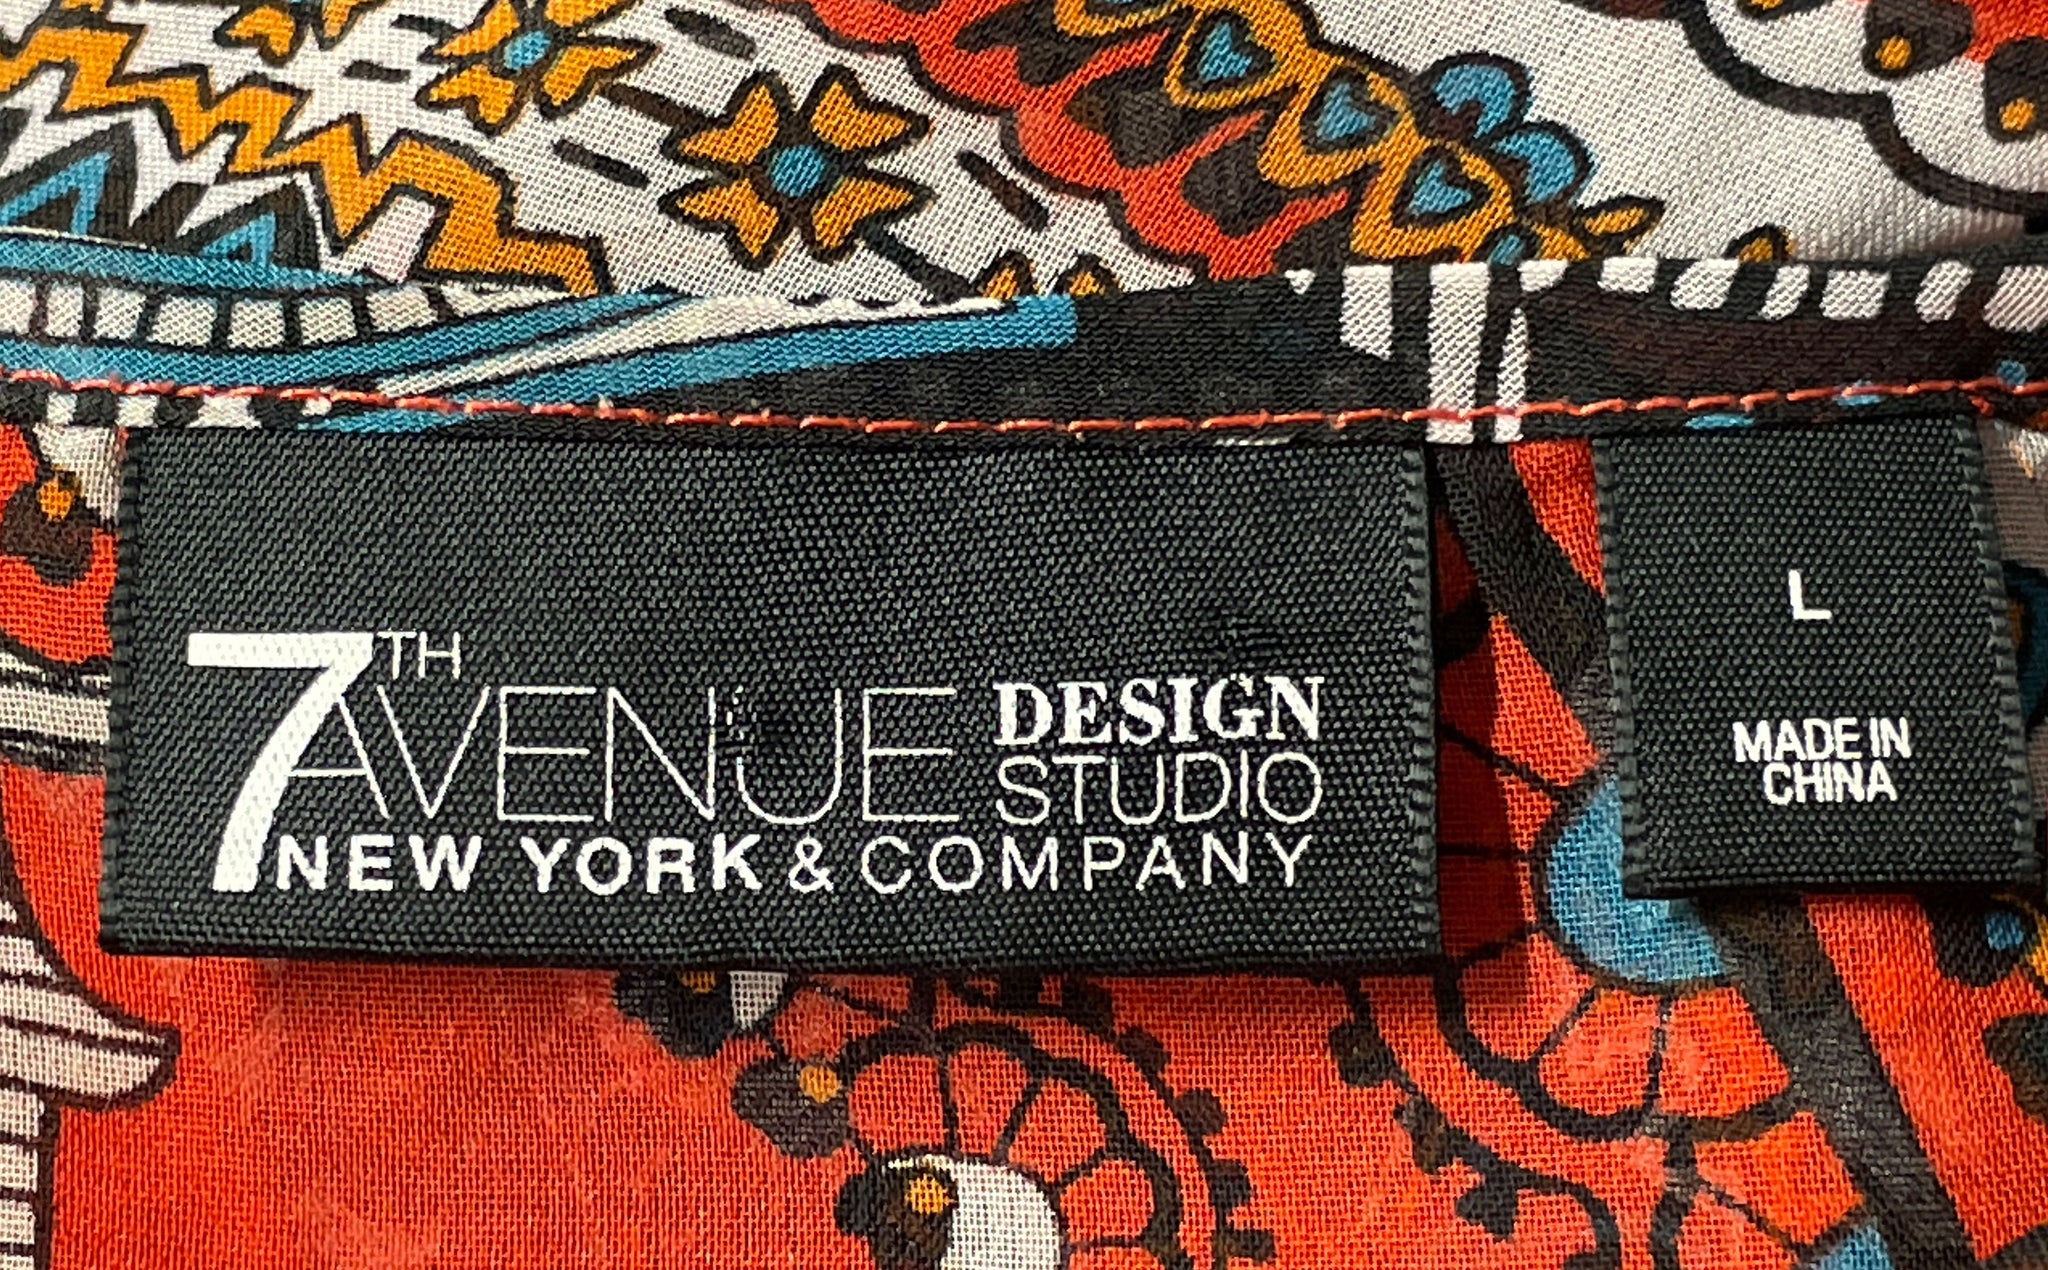 7TH AVENUE DESIGN STUDIO
NEW YORK & COMPANY
L
MADE IN
CHINA